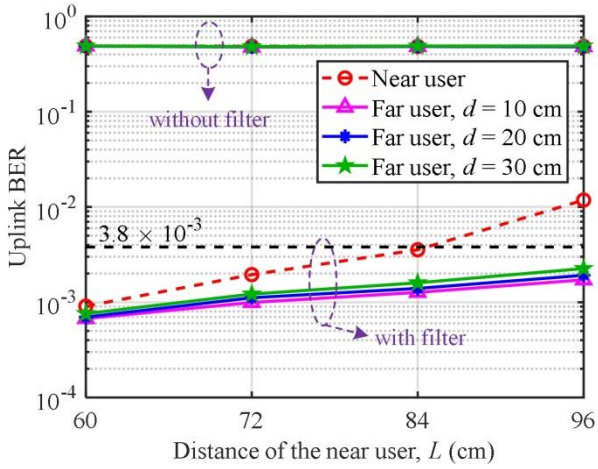 10⁰
10⁻¹
10⁻²
10⁻³
10⁻⁴
Uplink BER
Near user
Far user, d = 10 cm
Far user, d = 20 cm
Far user, d = 30 cm
without filter
3.8 × 10⁻³
with filter
60 72 84 96
Distance of the near user, L (cm)